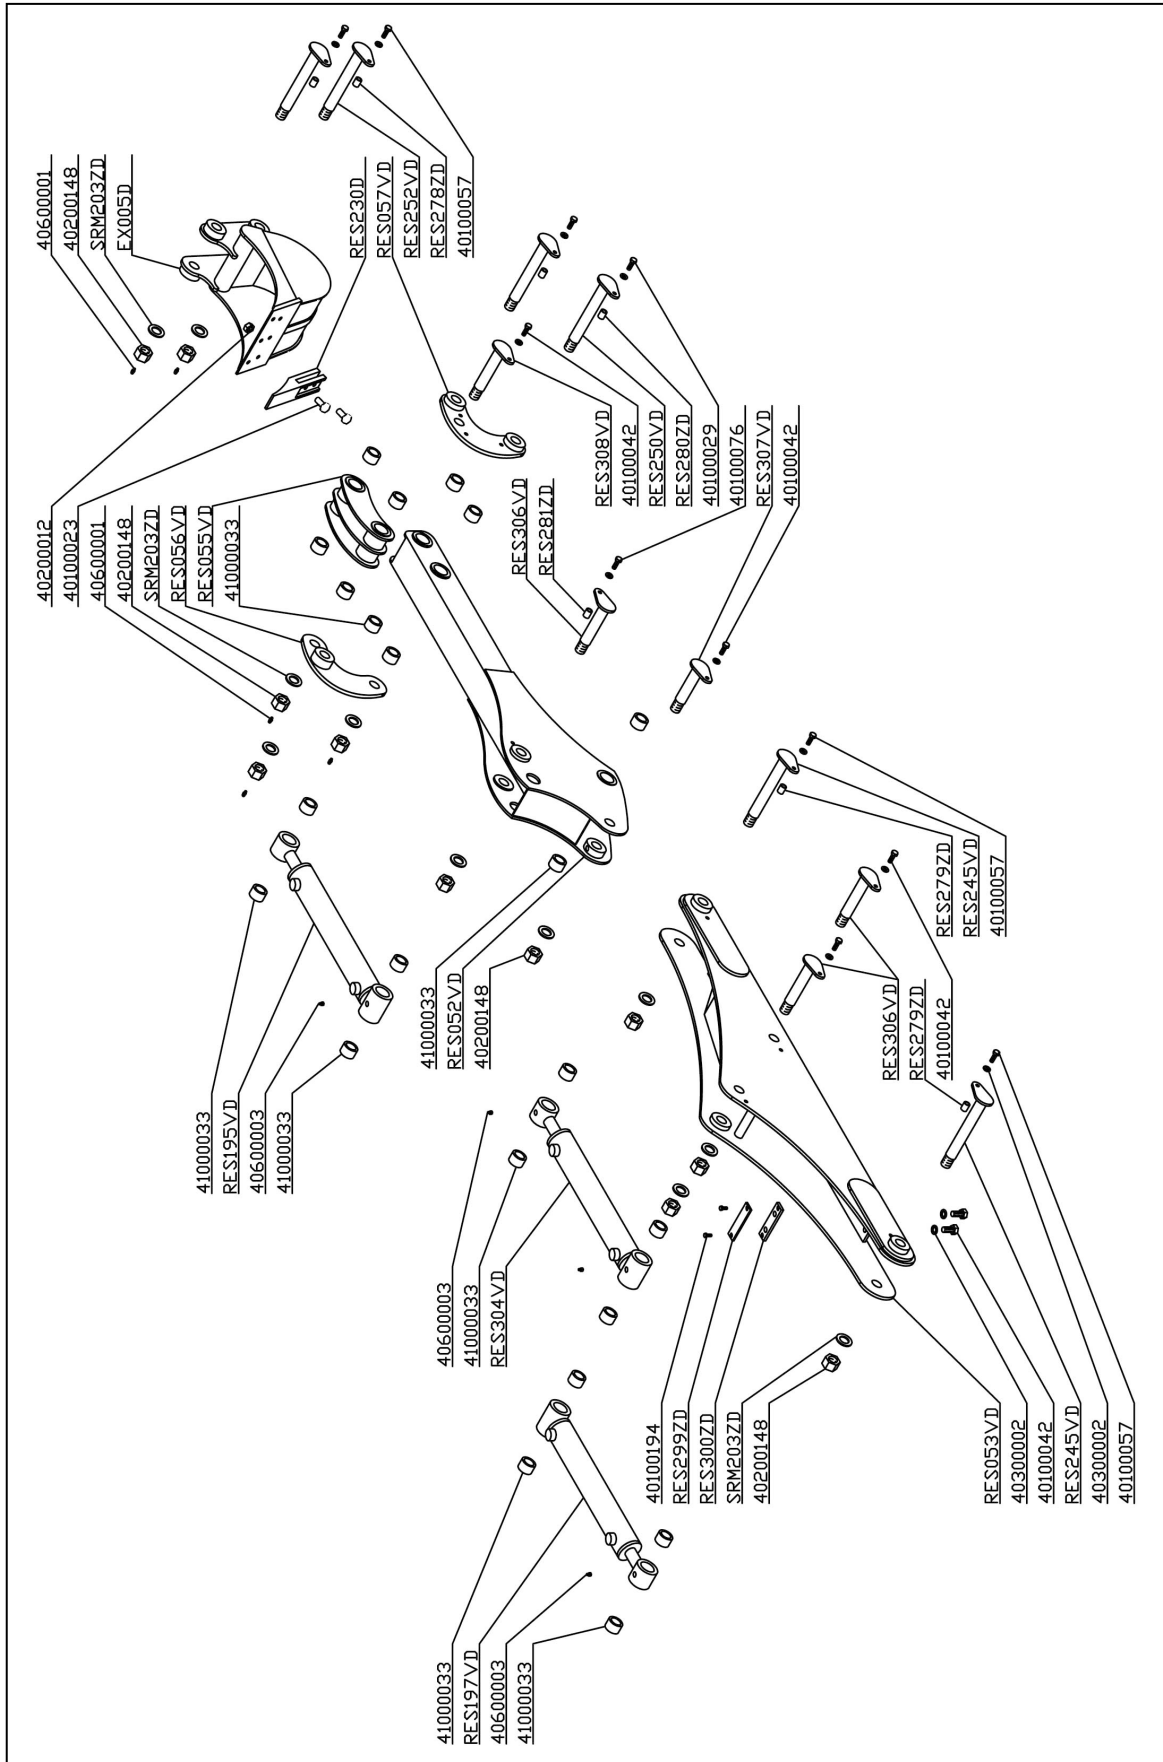 40600001
40200148
SRM203ZD
EX005D
RES230D
RES057VD
RES252VD
RES278ZD
40100057
40200012
40100023
40600001
40200148
SRM203ZD
RES056VD
RES055VD
41000033
RES308VD
40100042
RES250VD
RES280ZD
40100029
40100076
RES307VD
40100042
RES306VD
RES281ZD
41000033
RES195VD
40600003
41000033
41000033
RES052VD
40200148
RES279ZD
RES245VD
40100057
RES306VD
RES279ZD
40100042
40600003
41000033
RES304VD
40100194
RES299ZD
RES300ZD
SRM203ZD
40200148
RES053VD
40300002
40100042
RES245VD
40300002
40100057
41000033
RES197VD
40600003
41000033